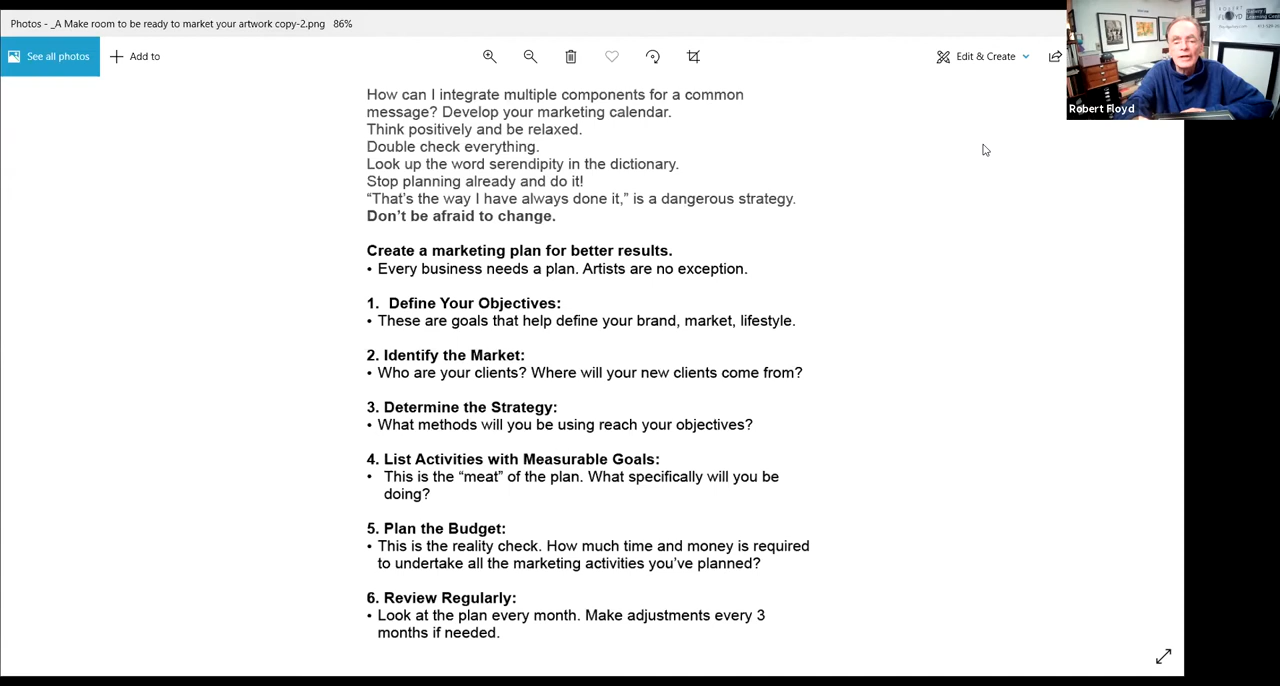 Photos - _A Make room to be ready to market your artwork copy-2.png 86%
See all photos
Add to
Edit & Create
Robert Floyd
How can I integrate multiple components for a common
message? Develop your marketing calendar.
Think positively and be relaxed.
Double check everything.
Look up the word serendipity in the dictionary.
Stop planning already and do it!
“That’s the way I have always done it,” is a dangerous strategy.
Don’t be afraid to change.
Create a marketing plan for better results.
• Every business needs a plan. Artists are no exception.
1. Define Your Objectives:
• These are goals that help define your brand, market, lifestyle.
2. Identify the Market:
• Who are your clients? Where will your new clients come from?
3. Determine the Strategy:
• What methods will you be using reach your objectives?
4. List Activities with Measurable Goals:
• This is the “meat” of the plan. What specifically will you be
doing?
5. Plan the Budget:
• This is the reality check. How much time and money is required
to undertake all the marketing activities you’ve planned?
6. Review Regularly:
• Look at the plan every month. Make adjustments every 3
months if needed.